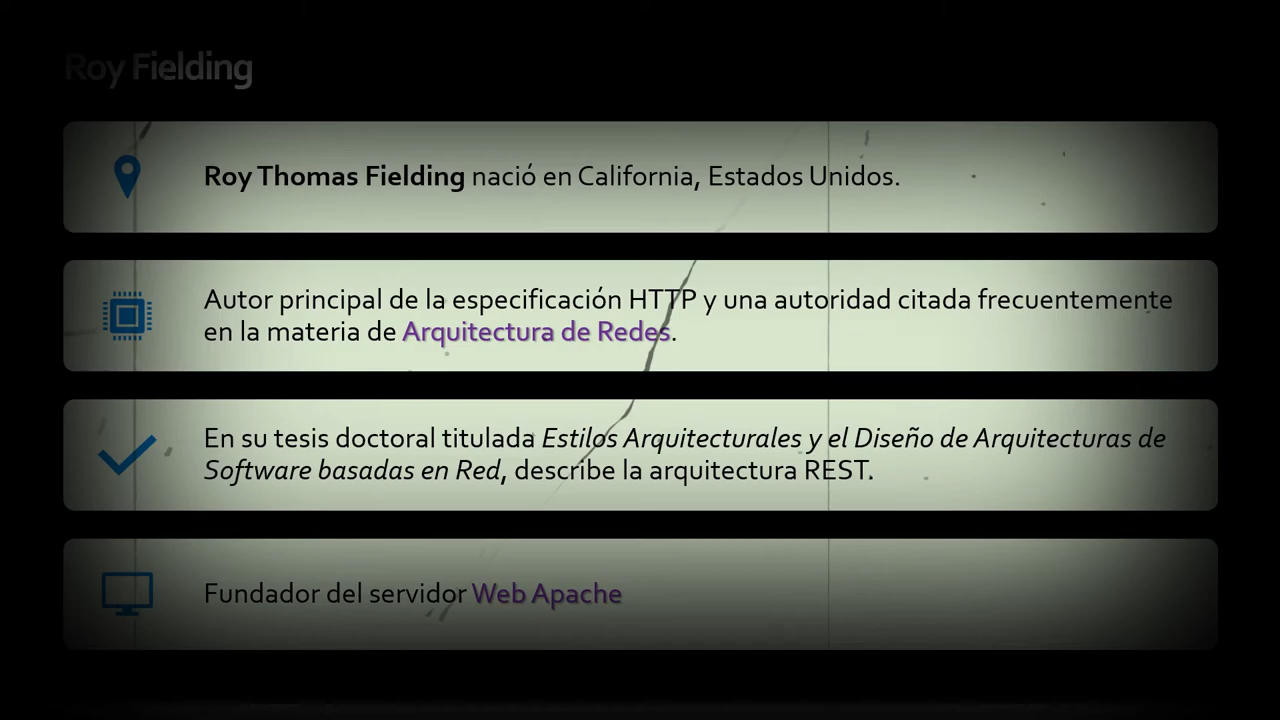 Roy Fielding
Roy Thomas Fielding nació en California, Estados Unidos.
Autor principal de la especificación HTTP y una autoridad citada frecuentemente
en la materia de Arquitectura de Redes.
En su tesis doctoral titulada Estilos Arquitecturales y el Diseño de Arquitecturas de
Software basadas en Red, describe la arquitectura REST.
Fundador del servidor Web Apache